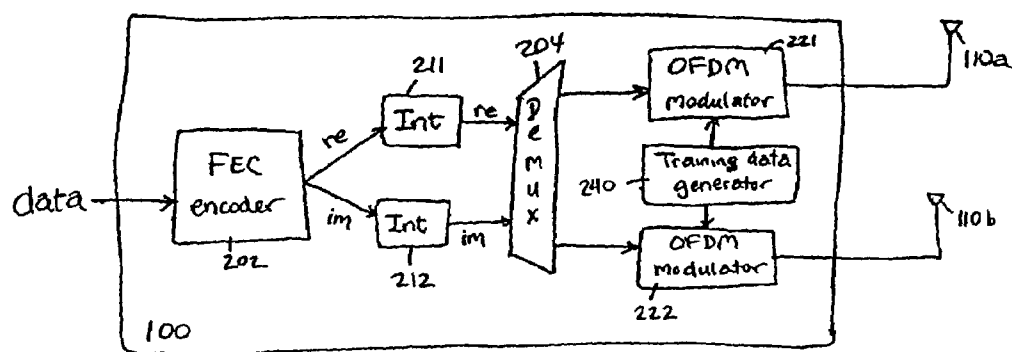 data
FEC
encoder
202
re
im
211
Int
re
Int
im
212
204
Demux
OFDM
modulator
221
Training data
generator
240
OFDM
modulator
222
110a
110b
100